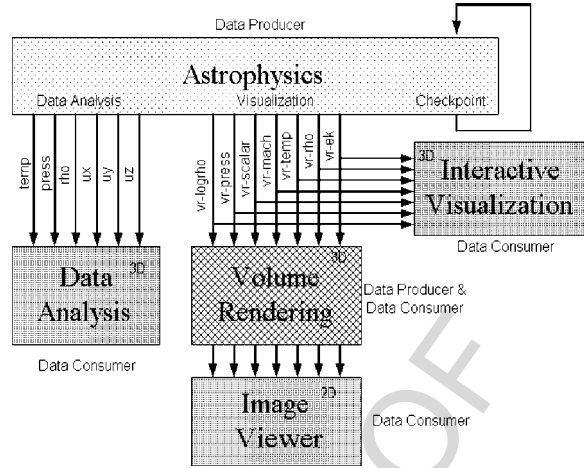 Data Producer
Astrophysics
Data Analysis
Visualization
Checkpoint
temp
press
rho
ux
uy
uz
vr-logrho
vr-press
vr-scalar
vr-mach
vr-temp
vr-rho
vr-ek
3D
Interactive
Visualization
Data Consumer
3D
Data
Analysis
Data Consumer
3D
Volume
Rendering
Data Producer &
Data Consumer
2D
Image
Viewer
Data Consumer
OF